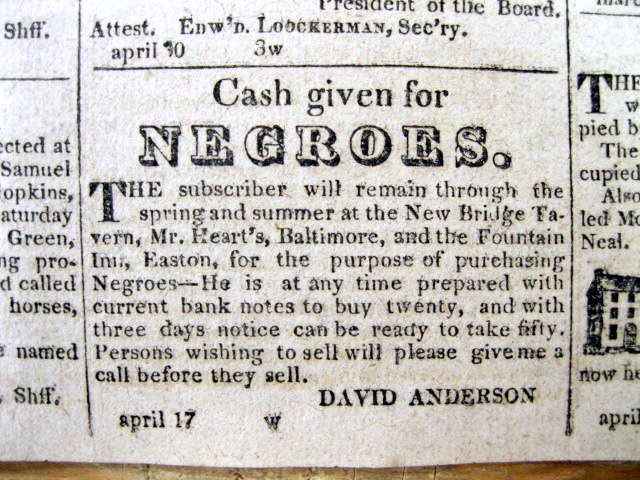 President of the Board.
Attest. EDW'D. LOOCKERMAN, Sec'ry.
april 30 3w
Cash given for
NEGROES.
THE subscriber will remain through the
spring and summer at the New Bridge Ta-
vern, Mr. Heart's, Baltimore, and the Fountain
Inn, Easton, for the purpose of purchasing
Negroes—He is at any time prepared with
current bank notes to buy twenty, and with
three days notice can be ready to take fifty.
Persons wishing to sell will please give me a
call before they sell.
DAVID ANDERSON
april 17 w
Shff.
ected at
Samuel
opkins,
aturday
Green,
ng pro-
d called
horses,
named
Shff.
THE
w
pied b
The
cupied
Also
led Mo
Neal.
now he
april